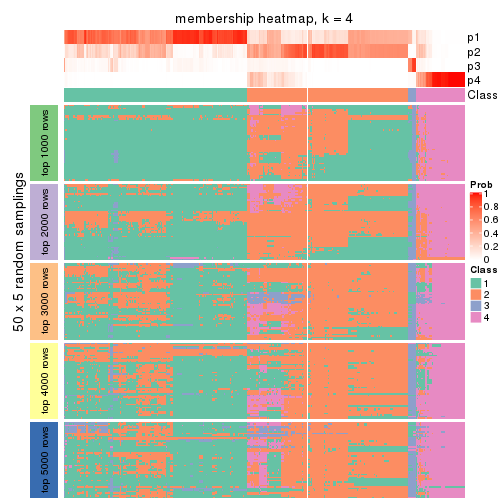 membership heatmap, k = 4
p1
p2
p3
p4
Class
50 x 5 random samplings
top 1000 rows
top 2000 rows
top 3000 rows
top 4000 rows
top 5000 rows
Prob
1
0.8
0.6
0.4
0.2
0
Class
1
2
3
4